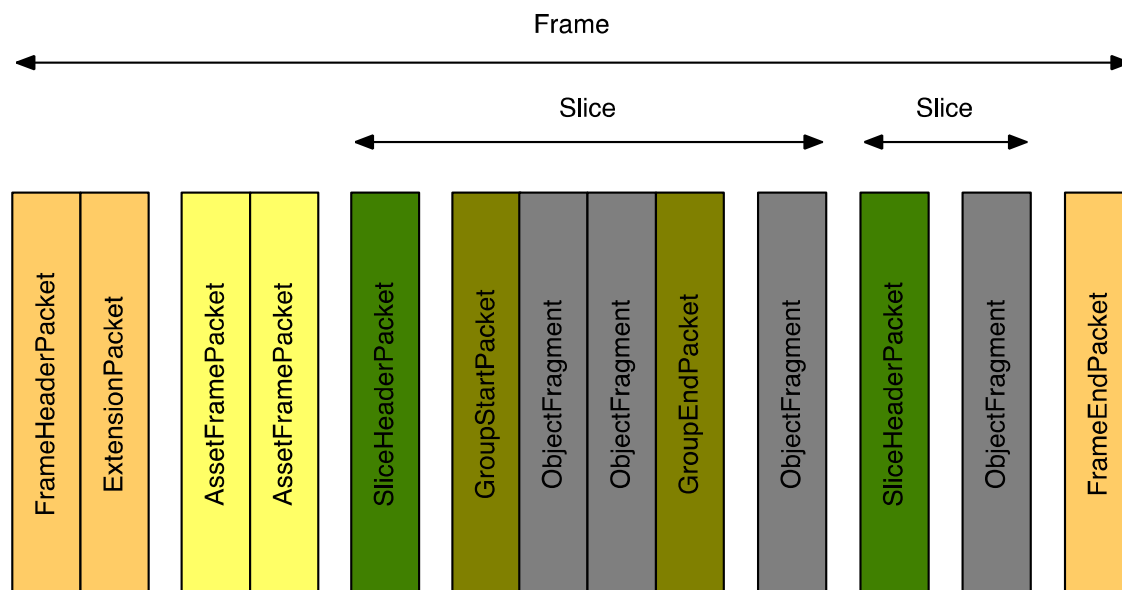 Frame
Slice
Slice
FrameHeaderPacket
ExtensionPacket
AssetFramePacket
AssetFramePacket
SliceHeaderPacket
GroupStartPacket
ObjectFragment
ObjectFragment
GroupEndPacket
ObjectFragment
SliceHeaderPacket
ObjectFragment
FrameEndPacket